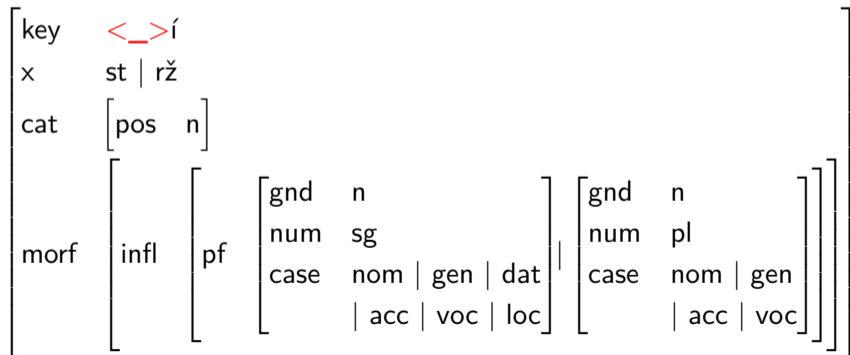 key <_>í
x st | rž
cat [pos n]
gnd n gnd n
num sg num pl
morf infl pf case nom | gen | dat | case nom | gen
| acc | voc | loc | acc | voc